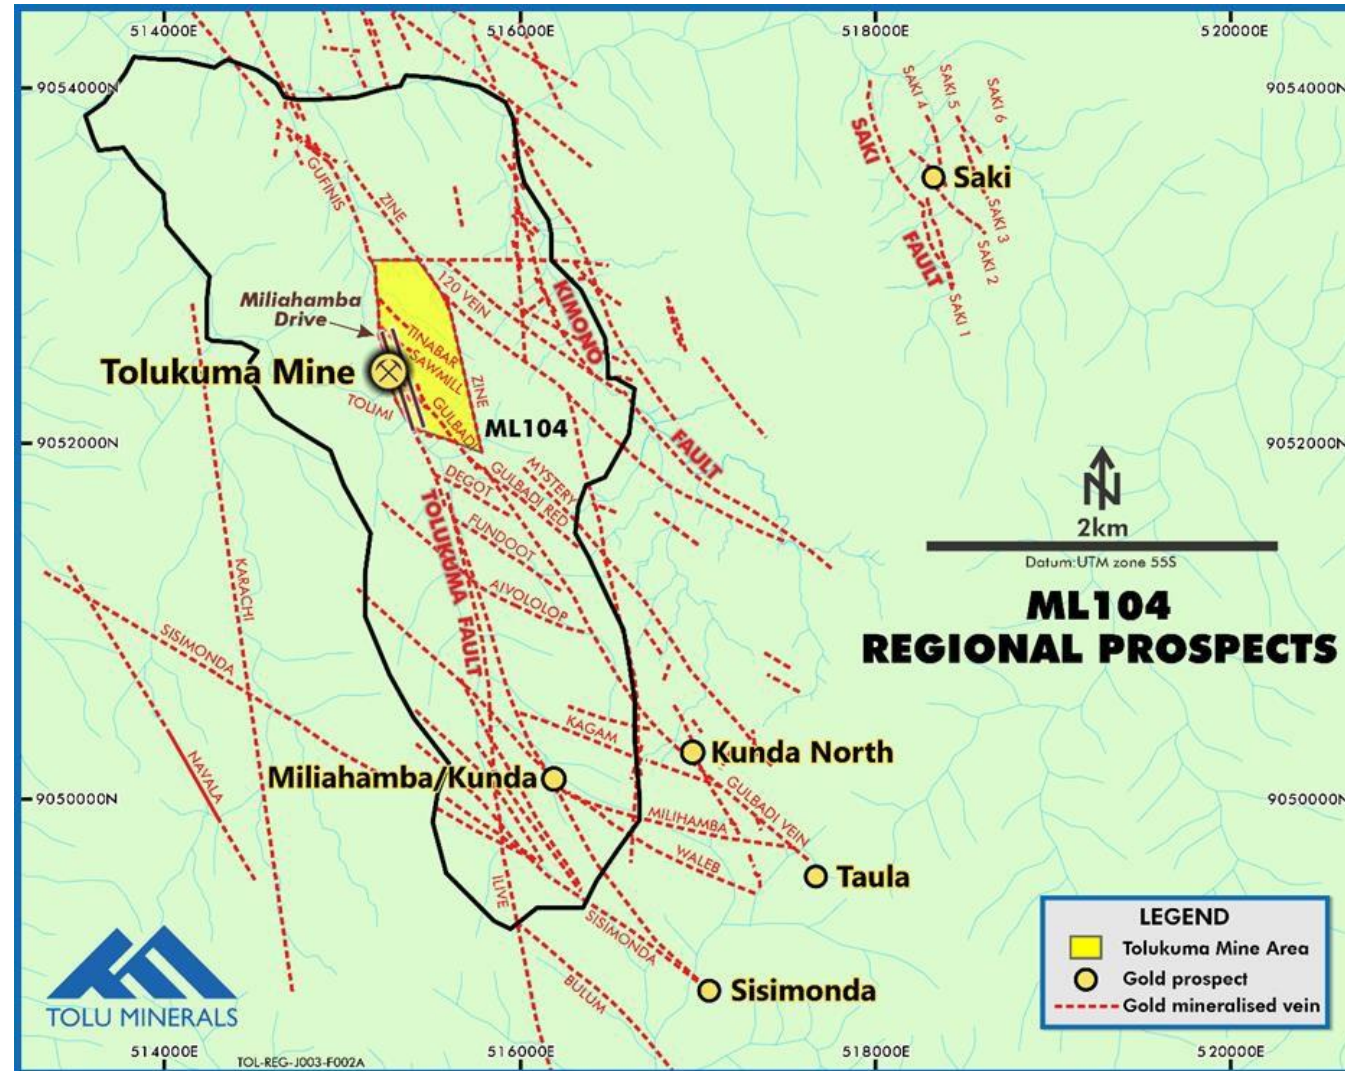 514000E
516000E
518000E
520000E
9054000N
9054000N
SAKI 4
SAKI 5
SAKI 6
SAKI
FAULT
Saki
SAKI 3
SAKI 2
SAKI 1
GUFINIS
ZINE
120 VEIN
KIMONO
FAULT
Miliahamba
Drive
TINABAR
SAWMILL
Tolukuma Mine
ZINE
TOLIMI
GULBADI
ML104
9052000N
9052000N
MYSTERY
GULBADI RED
DEGOT
FUNDOOT
AIVOLOLOP
TOLUKUMA FAULT
N
2km
Datum:UTM zone 55S
ML104
REGIONAL PROSPECTS
KARACHI
SISIMONDA
NAVALA
KAGAM
Kunda North
Miliahamba/Kunda
GULBADI VEIN
9050000N
9050000N
MILIHAMBA
WALEB
Taula
ILIVE
SISIMONDA
Sisimonda
BULUM
LEGEND
Tolukuma Mine Area
Gold prospect
Gold mineralised vein
TOLU MINERALS
TOL-REG-J003-F002A
514000E
516000E
518000E
520000E